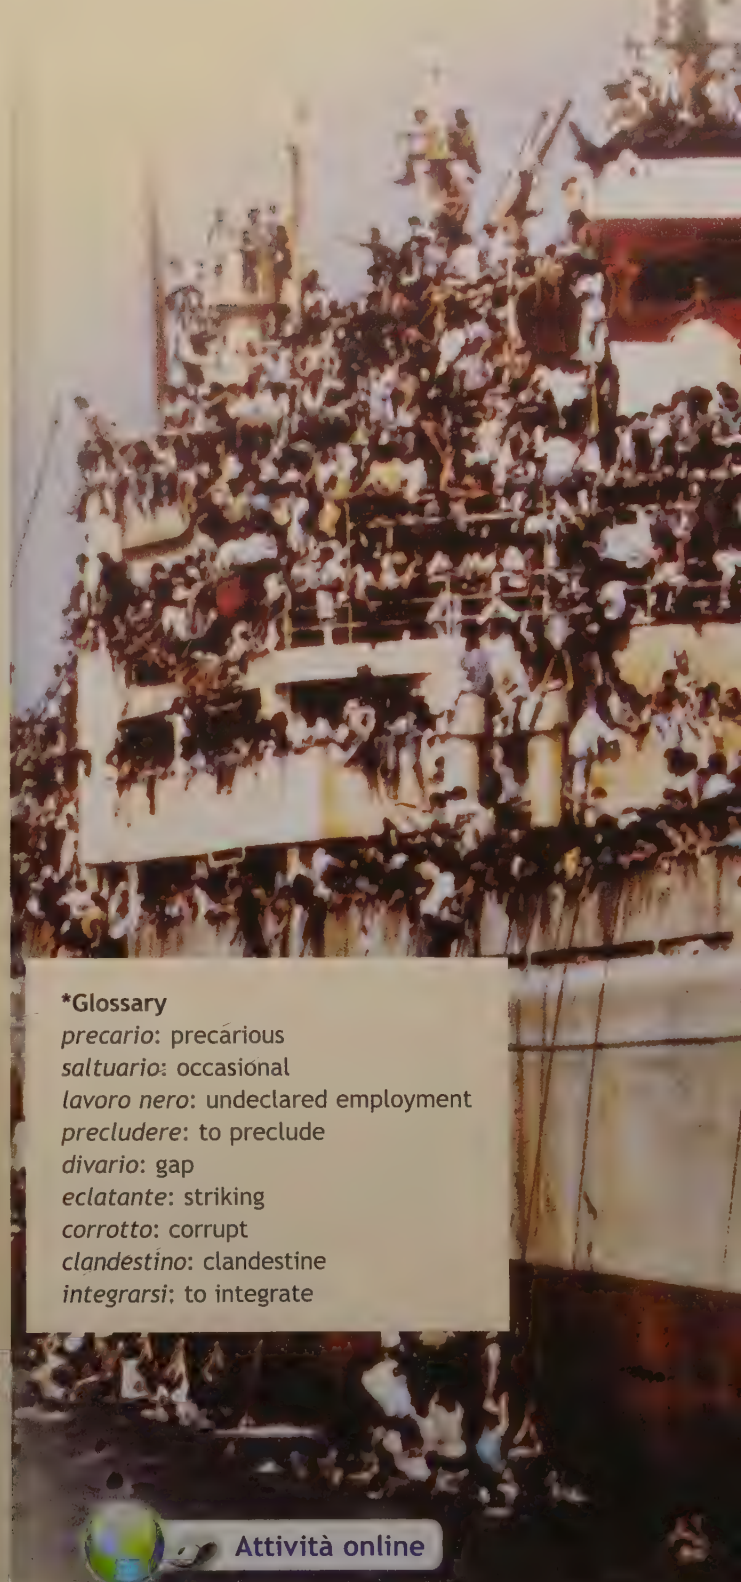 *Glossary
precario: precarious
saltuario: occasional
lavoro nero: undeclared employment
precludere: to preclude
divario: gap
eclatante: striking
corrotto: corrupt
clandestino: clandestine
integrarsi: to integrate
Attività online